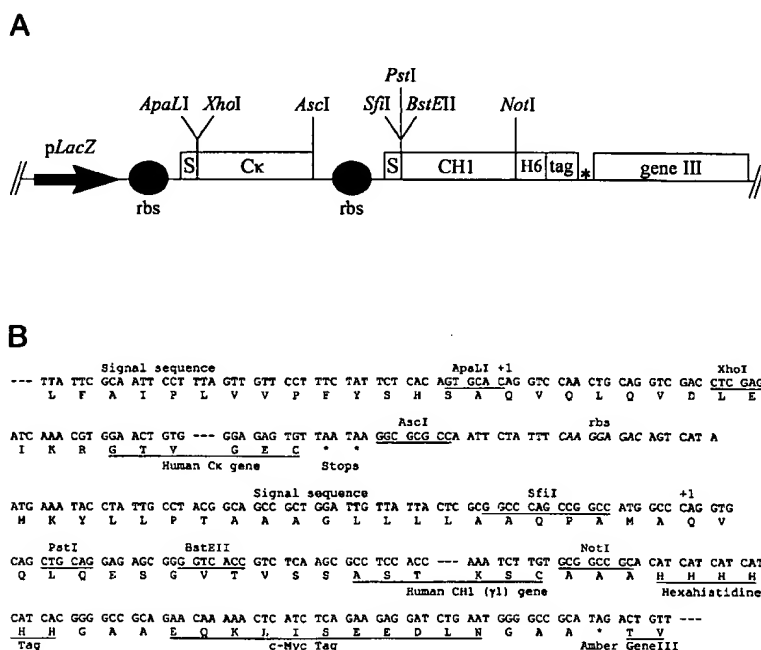 A
PstI
ApaLI XhoI AscI SfiI BstEII NotI
pLacZ
S Cκ S CH1 H6 tag * gene III
rbs rbs
B
Signal sequence ApaLI +1 XhoI
--- TTA TTC GCA ATT CCT TTA GTT GTT CCT TTC TAT TCT CAC AGT GCA CAG GTC CAA CTG CAG GTC GAC CTC GAG
L F A I P L V V P F Y S H S A Q V Q L Q V D L E
AscI rbs
ATC AAA CGT GGA ACT GTG --- GGA GAG TGT TAA TAA GGC GCG CC AATT CTA TTT CAA GGA GAC AGT CAT A
I K R G T V G E C * *
Human Cκ gene Stops
Signal sequence SfiI +1
ATG AAA TAC CTA TTG CCT ACG GCA GCC GCT GGA TTG TTA TTA CTC GCG GCC CAG CCG GCC ATG GCC CAG GTG
M K Y L L P T A A A G L L L L A A Q P A M A Q V
PstI BstEII NotI
CAG CTG CAG GAG AGC GGG GTC ACC GTC TCA AGC GCC TCC ACC --- AAA TCT TGT GCG GCC GCA CAT CAT CAT CAT
Q L Q E S G V T V S S A S T K S C A A A H H H H
Human CH1 (γ1) gene Hexahistidine
CAT CAC GGG GCC GCA GAA CAA AAA CTC ATC TCA GAA GAG GAT CTG AAT GGG GCC GCA TAG ACT GTT ---
H H G A A E Q K L I S E E D L N G A A * T V
Tag c-Myc Tag Amber GeneIII